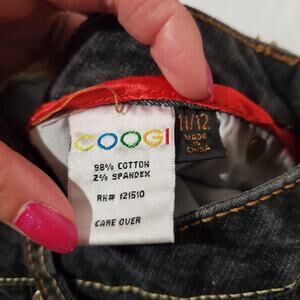 COOGI
98% COTTON
2% SPANDEX
RN# 121510
CARE OVER
11/12
MADE
IN
CHINA